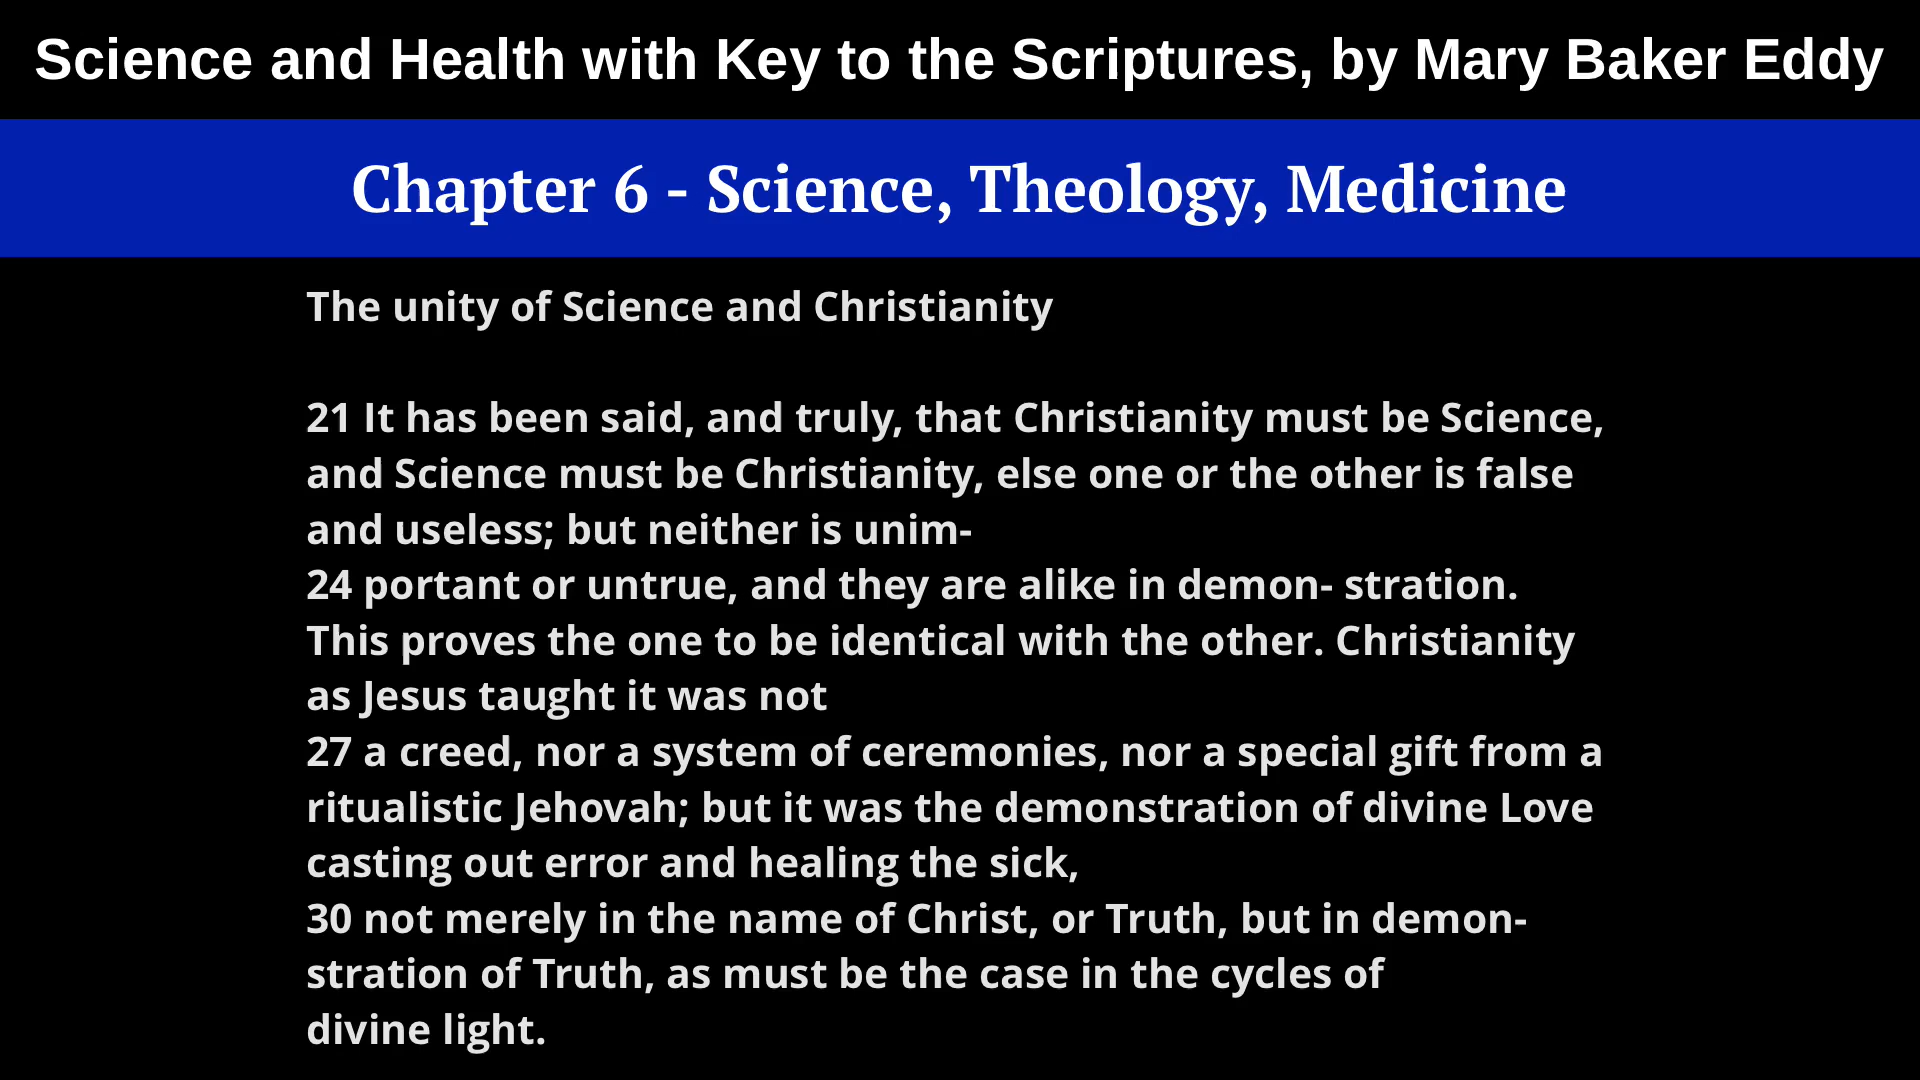 Science and Health with Key to the Scriptures, by Mary Baker Eddy
Chapter 6 - Science, Theology, Medicine
The unity of Science and Christianity
21 It has been said, and truly, that Christianity must be Science,
and Science must be Christianity, else one or the other is false
and useless; but neither is unim-
24 portant or untrue, and they are alike in demon- stration.
This proves the one to be identical with the other. Christianity
as Jesus taught it was not
27 a creed, nor a system of ceremonies, nor a special gift from a
ritualistic Jehovah; but it was the demonstration of divine Love
casting out error and healing the sick,
30 not merely in the name of Christ, or Truth, but in demon-
stration of Truth, as must be the case in the cycles of
divine light.